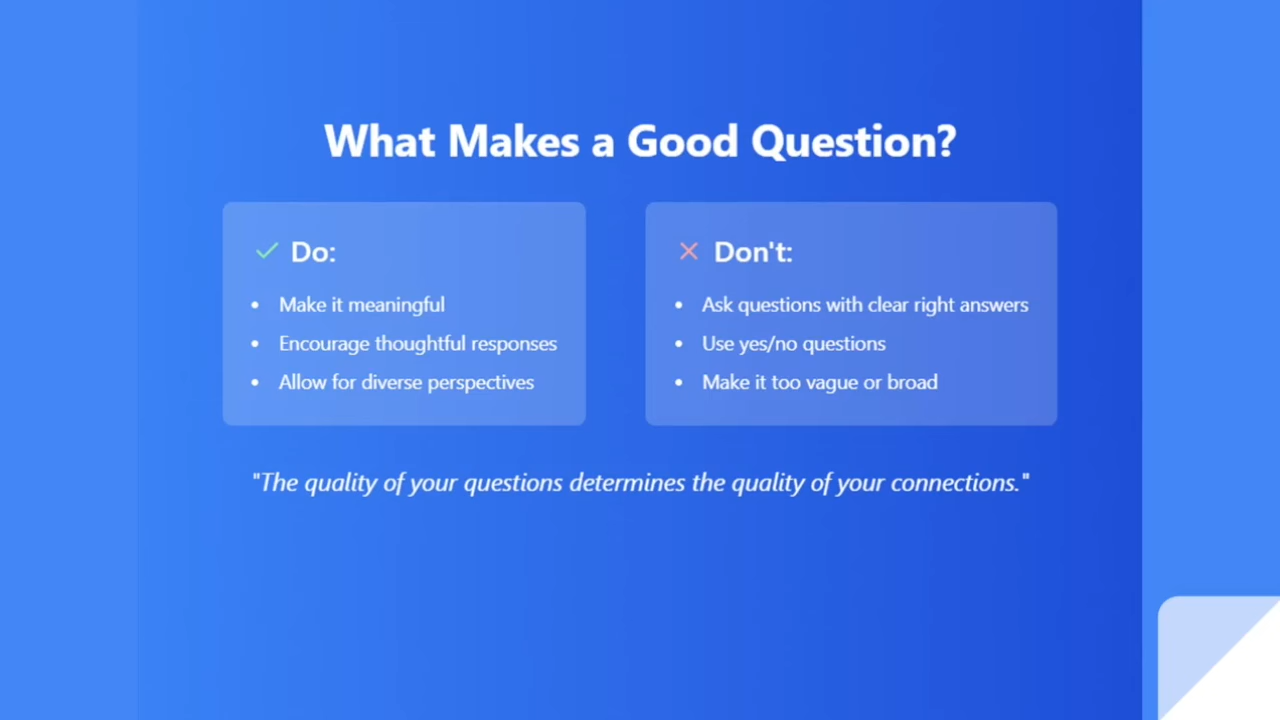 What Makes a Good Question?
Do:
• Make it meaningful
• Encourage thoughtful responses
• Allow for diverse perspectives
Don't:
• Ask questions with clear right answers
• Use yes/no questions
• Make it too vague or broad
"The quality of your questions determines the quality of your connections."